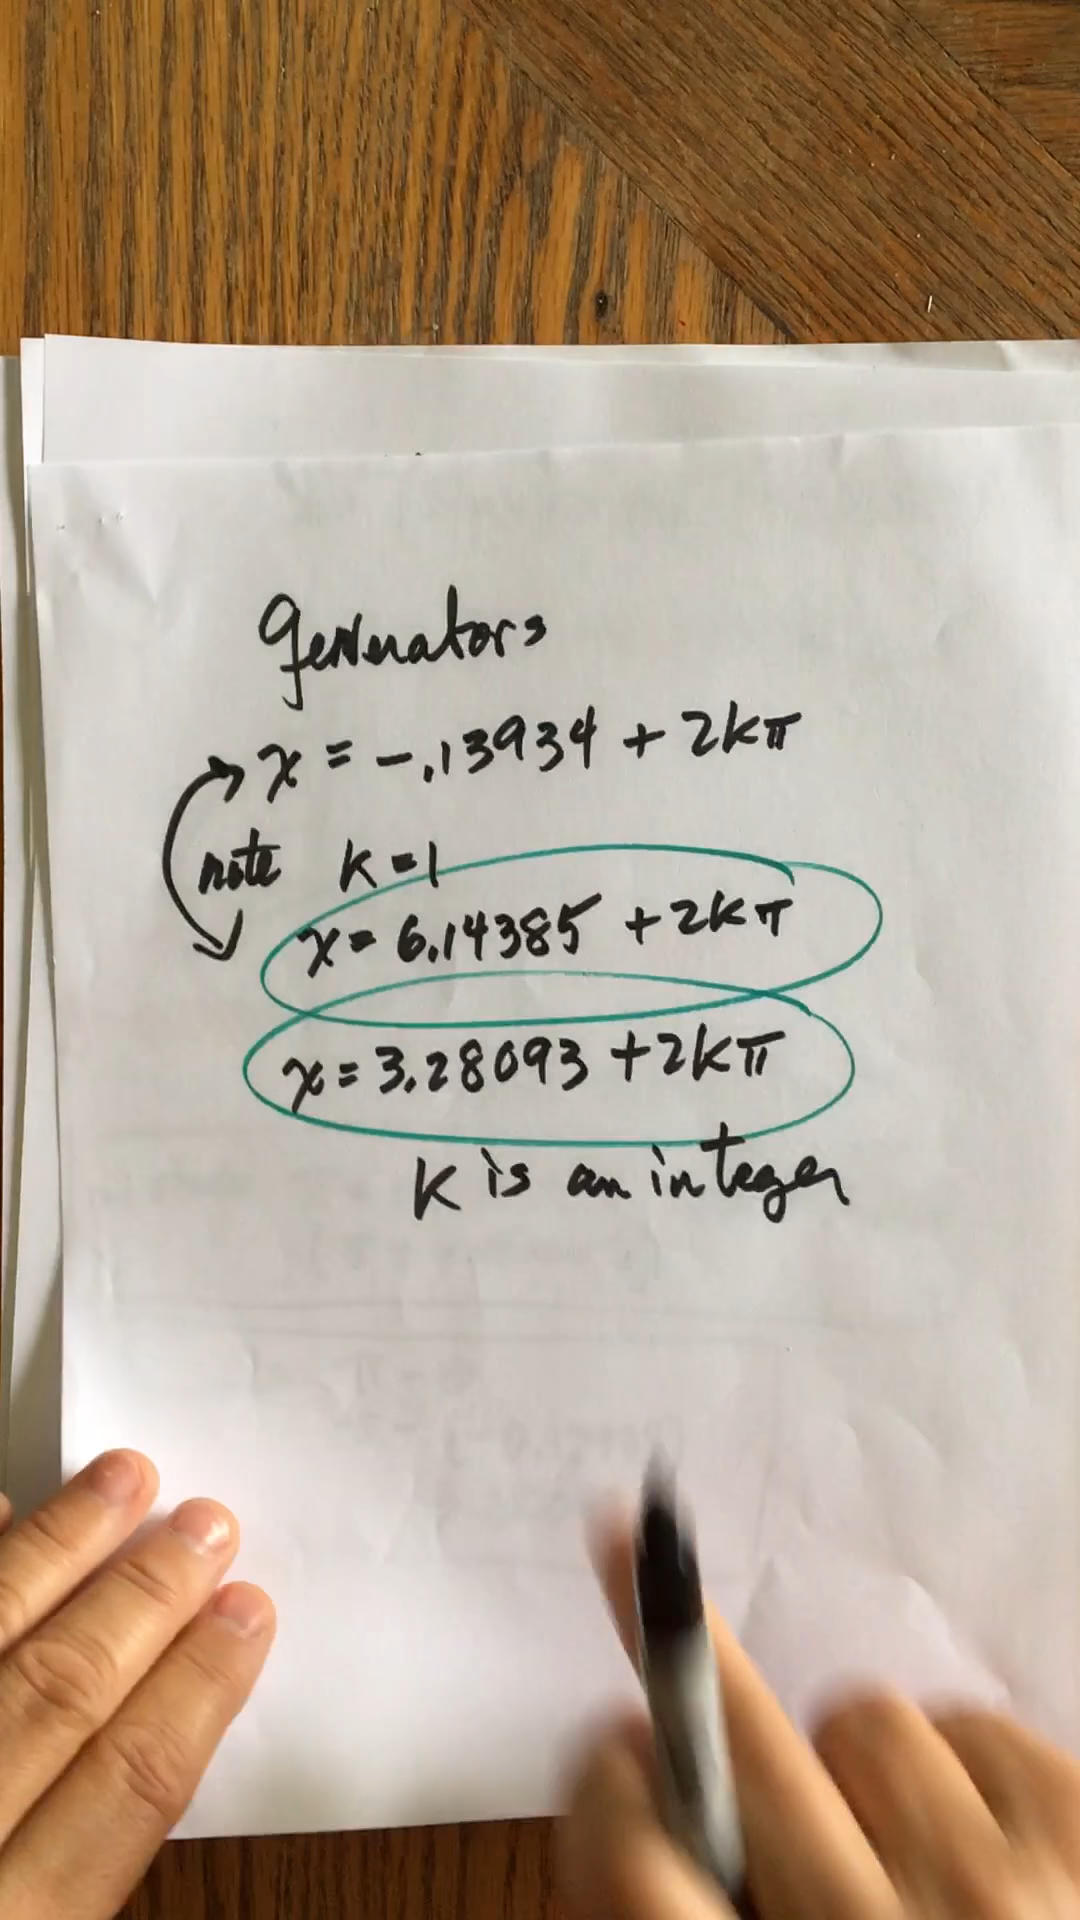 Generators
x = -.13934 + 2kπ
note k = 1
x = 6.14385 + 2kπ
x = 3.28093 + 2kπ
k is an integer